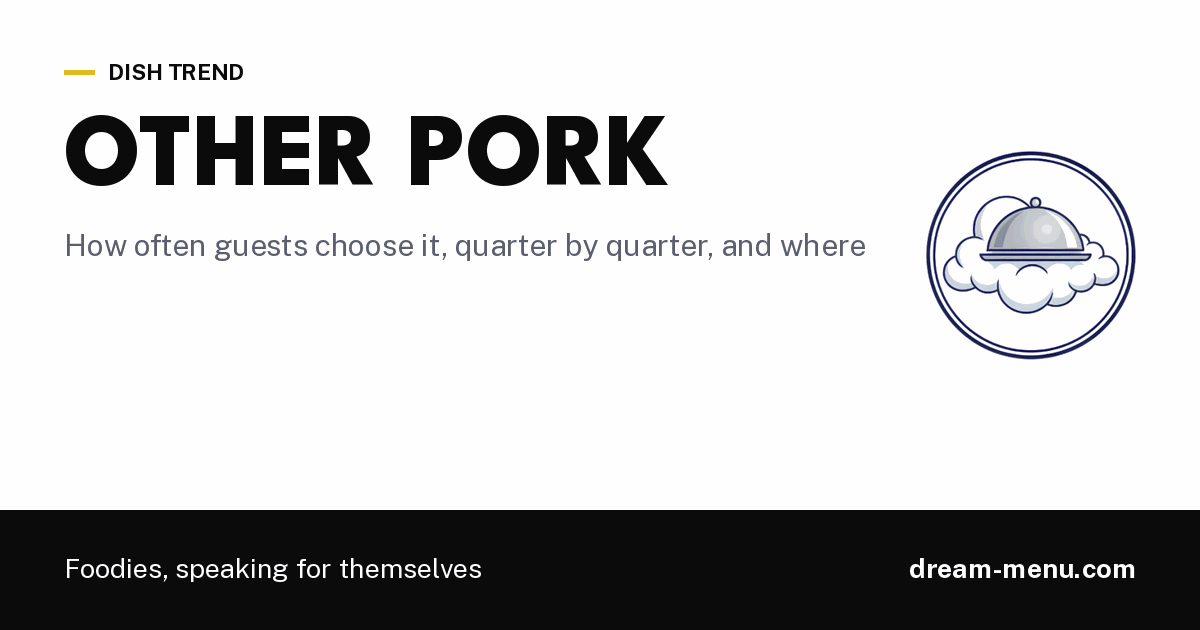 DISH TREND
OTHER PORK
How often guests choose it, quarter by quarter, and where
Foodies, speaking for themselves
dream-menu.com